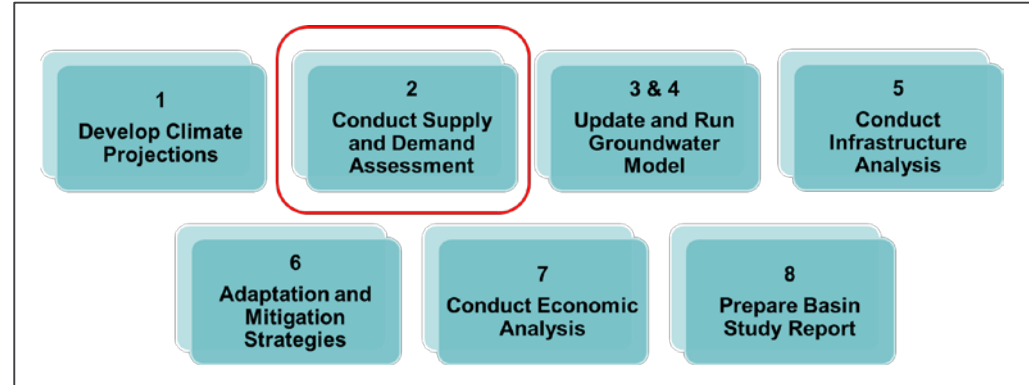 1
Develop Climate
Projections
2
Conduct Supply
and Demand
Assessment
3 & 4
Update and Run
Groundwater
Model
5
Conduct
Infrastructure
Analysis
6
Adaptation and
Mitigation
Strategies
7
Conduct Economic
Analysis
8
Prepare Basin
Study Report